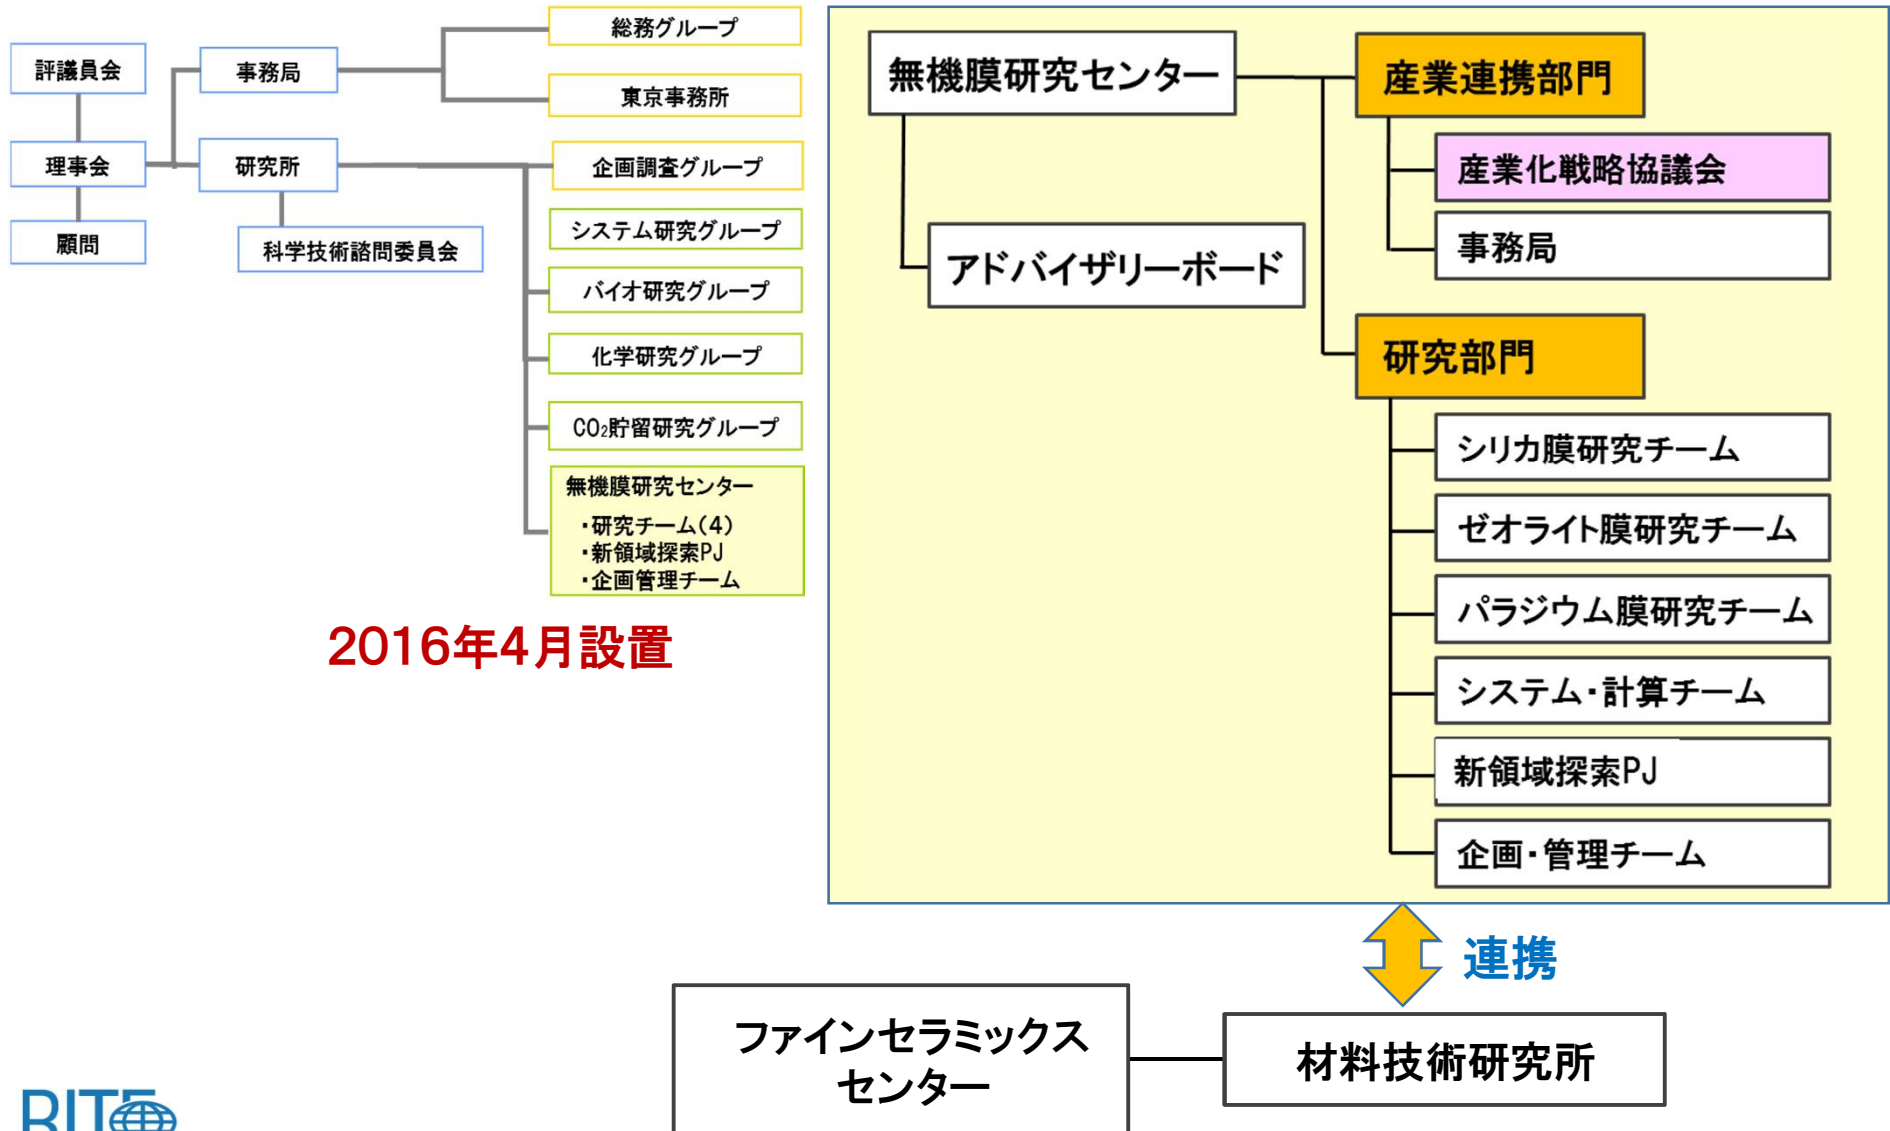 評議員会
理事会
顧問
事務局
研究所
科学技術諮問委員会
総務グループ
東京事務所
企画調査グループ
システム研究グループ
バイオ研究グループ
化学研究グループ
CO₂貯留研究グループ
無機膜研究センター
・研究チーム(4)
・新領域探索PJ
・企画管理チーム
2016年4月設置
無機膜研究センター
アドバイザリーボード
産業連携部門
産業化戦略協議会
事務局
研究部門
シリカ膜研究チーム
ゼオライト膜研究チーム
パラジウム膜研究チーム
システム・計算チーム
新領域探索PJ
企画・管理チーム
連携
ファインセラミックス
センター
材料技術研究所
RITE